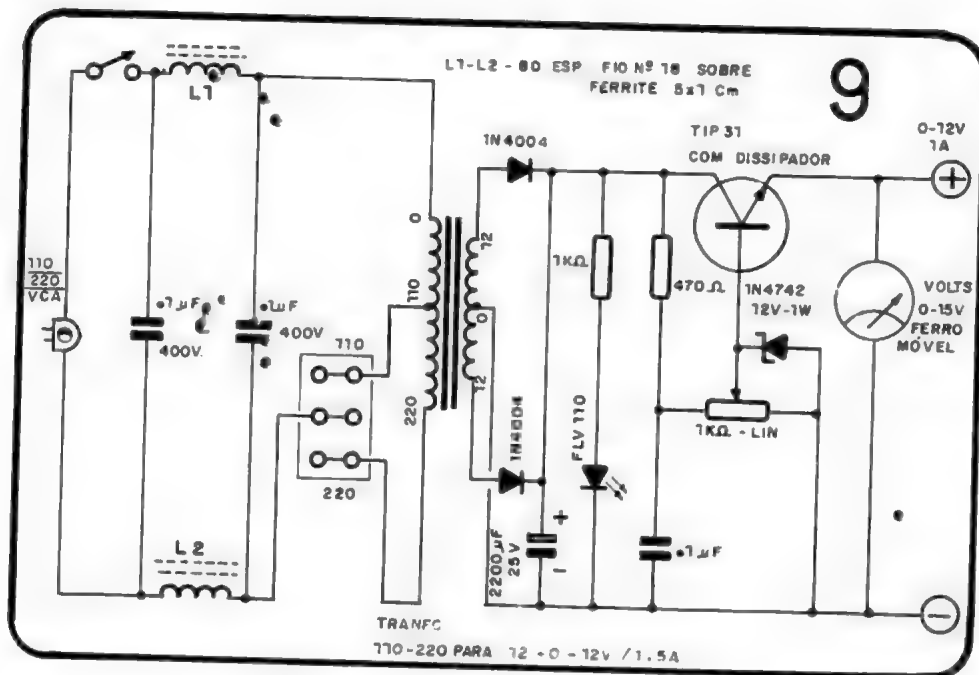 L1-L2 - 80 ESP FIO Nº 18 SOBRE
FERRITE 5x1 Cm
9
L1
1N4004
TIP 31
COM DISSIPADOR
0-12V
1A
+
0
12
110
220
VCA
110
0
1KΩ
470Ω
1N4742
12V-1W
VOLTS
0-15V
FERRO
MÓVEL
.1µF
400V.
.1µF
400V
110
12
220
1N4004
FLV 110
1KΩ - LIN
220
L2
2200µF
25V
+
-
.1µF
-
TRANFO
110-220 PARA 12+0-12V /1.5A